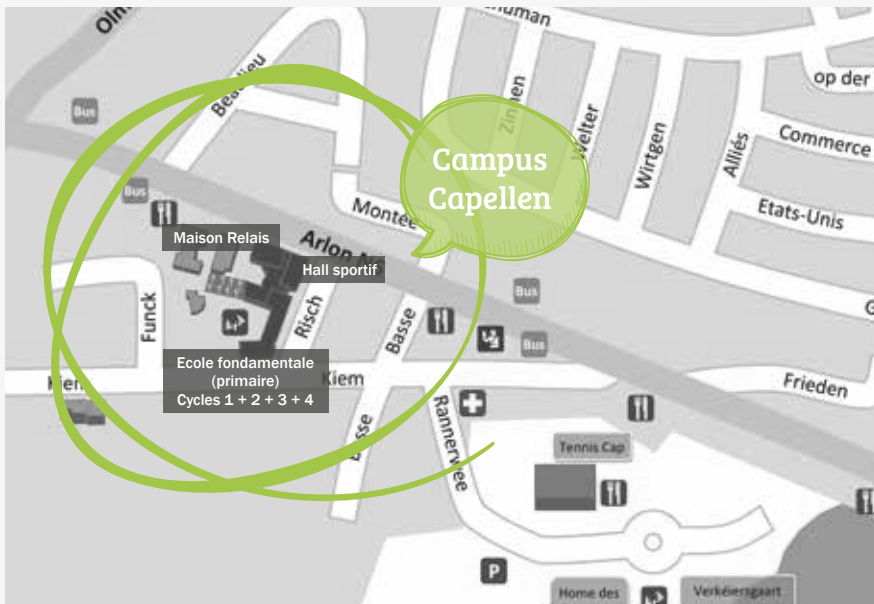 Bus
Beaulieu
Zinnen
Welter
Wirtgen
Alliés
op der
Commerce
Etats-Unis
Campus
Capellen
Bus
Montée
Arlon N6
Maison Relais
Hall sportif
Bus
Funck
Risch
Basse
Bus
Ecole fondamentale
(primaire)
Cycles 1 + 2 + 3 + 4
Kiem
Kiem
Frieden
Basse
Rannerwee
Tennis Cap
P
Home des
Verkéiersgaart